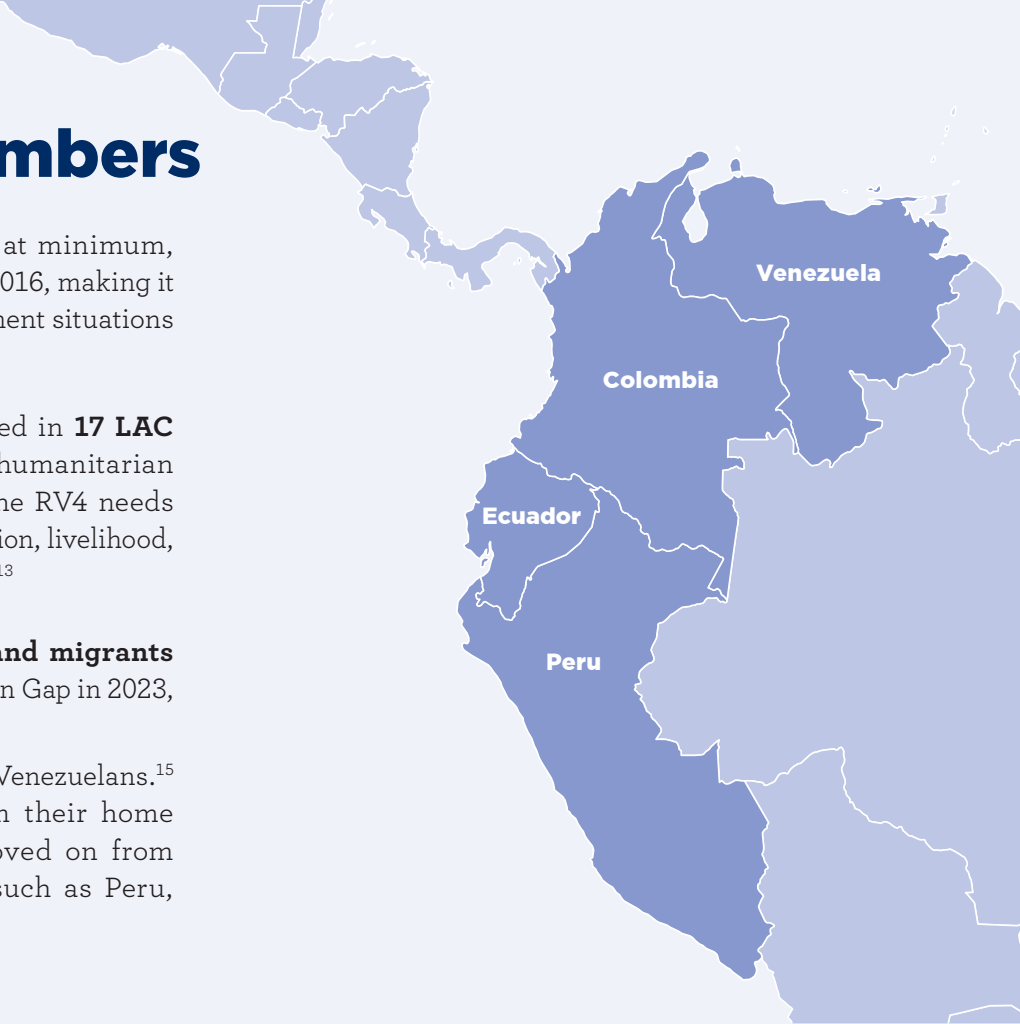 mbers
at minimum,
016, making it
ment situations
ed in 17 LAC
humanitarian
he RV4 needs
ion, livelihood,
13
and migrants
n Gap in 2023,
Venezuelans.15
n their home
oved on from
such as Peru,
Venezuela
Colombia
Ecuador
Peru